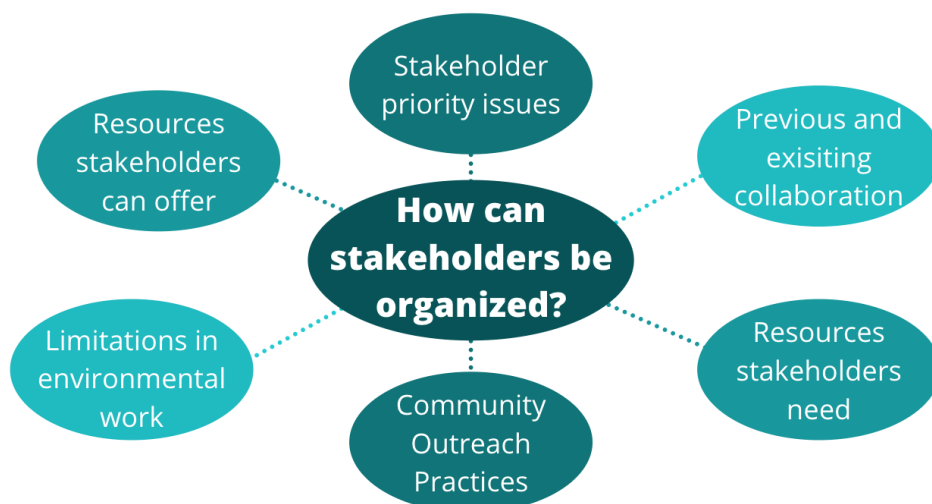 Stakeholder
priority issues
Resources
stakeholders
can offer
Previous and
exisiting
collaboration
How can
stakeholders be
organized?
Limitations in
environmental
work
Resources
stakeholders
need
Community
Outreach
Practices